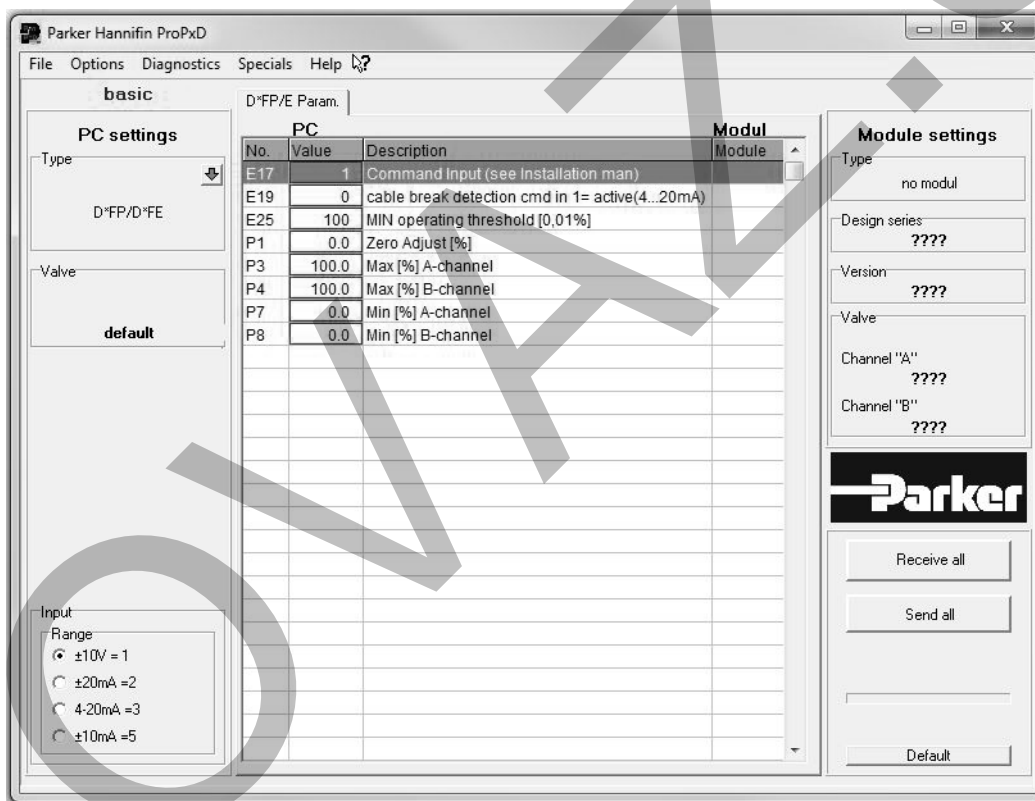 Parker Hannifin ProPxD
File Options Diagnostics Specials Help
basic
PC settings
Type
D*FP/D*FE
Valve
default
Input
Range
±10V = 1
±20mA =2
4-20mA =3
±10mA =5
D*FP/E Param.
PC Modul
No. Value Description Module
E17 1 Command Input (see Installation man)
E19 0 cable break detection cmd in 1= active(4...20mA)
E25 100 MIN operating threshold [0,01%]
P1 0.0 Zero Adjust [%]
P3 100.0 Max [%] A-channel
P4 100.0 Max [%] B-channel
P7 0.0 Min [%] A-channel
P8 0.0 Min [%] B-channel
Module settings
Type
no modul
Design series
????
Version
????
Valve
Channel "A"
????
Channel "B"
????
Parker
Receive all
Send all
Default